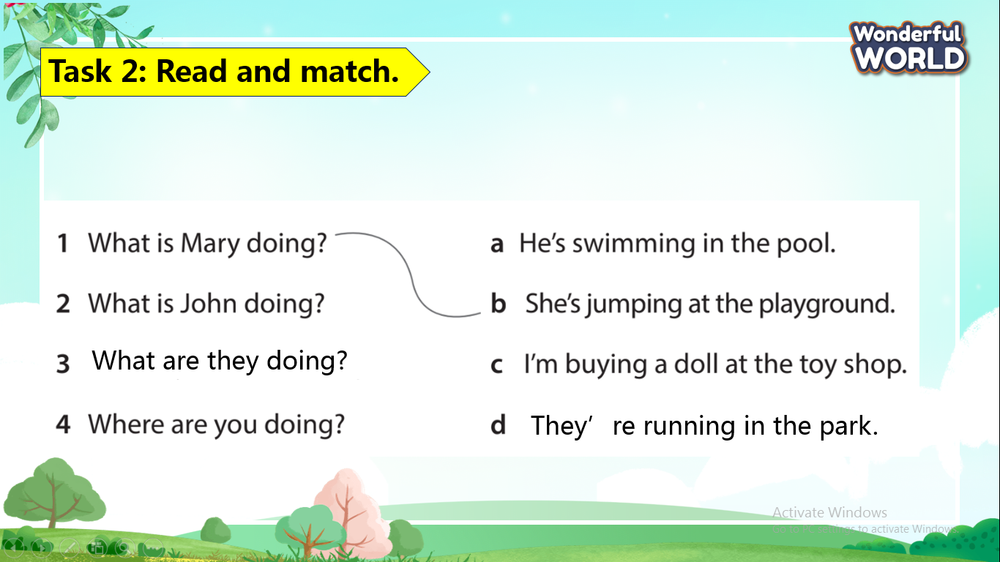 Wonderful
WORLD
Task 2: Read and match.
1 What is Mary doing?
a He's swimming in the pool.
2 What is John doing?
b She's jumping at the playground.
3 What are they doing?
c I'm buying a doll at the toy shop.
4 Where are you doing?
d They' re running in the park.
Activate Windows
to activate Windows.